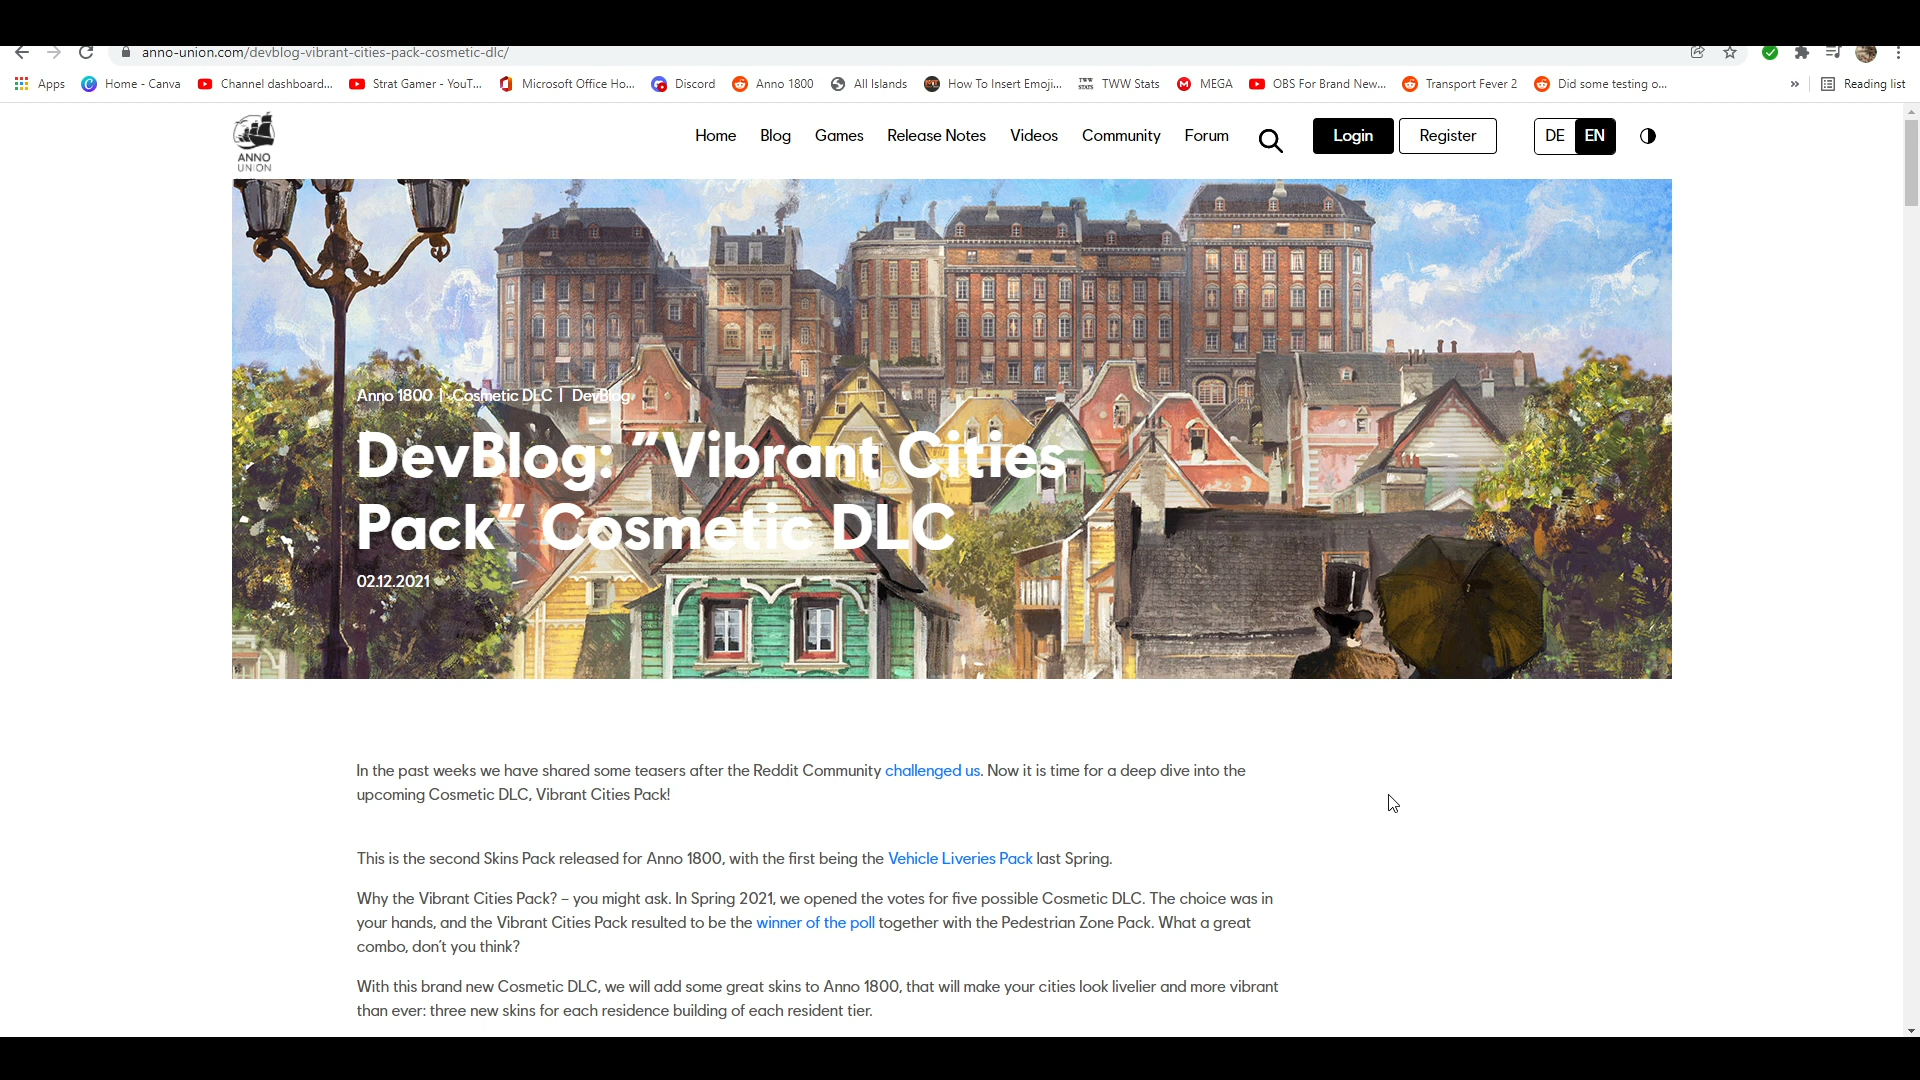 anno-union.com/devblog-vibrant-cities-pack-cosmetic-dlc/
Apps Home - Canva Channel dashboard... Strat Gamer - YouT... Microsoft Office Ho... Discord Anno 1800 All Islands How To Insert Emoji... TWW Stats MEGA OBS For Brand New... Transport Fever 2 Did some testing o... » Reading list
ANNO
UNION
Home Blog Games Release Notes Videos Community Forum Login Register DE EN
Anno 1800 | Cosmetic DLC | DevBlog
DevBlog: ”Vibrant Cities
Pack” Cosmetic DLC
02.12.2021
In the past weeks we have shared some teasers after the Reddit Community challenged us. Now it is time for a deep dive into the
upcoming Cosmetic DLC, Vibrant Cities Pack!
This is the second Skins Pack released for Anno 1800, with the first being the Vehicle Liveries Pack last Spring.
Why the Vibrant Cities Pack? – you might ask. In Spring 2021, we opened the votes for five possible Cosmetic DLC. The choice was in
your hands, and the Vibrant Cities Pack resulted to be the winner of the poll together with the Pedestrian Zone Pack. What a great
combo, don’t you think?
With this brand new Cosmetic DLC, we will add some great skins to Anno 1800, that will make your cities look livelier and more vibrant
than ever: three new skins for each residence building of each resident tier.